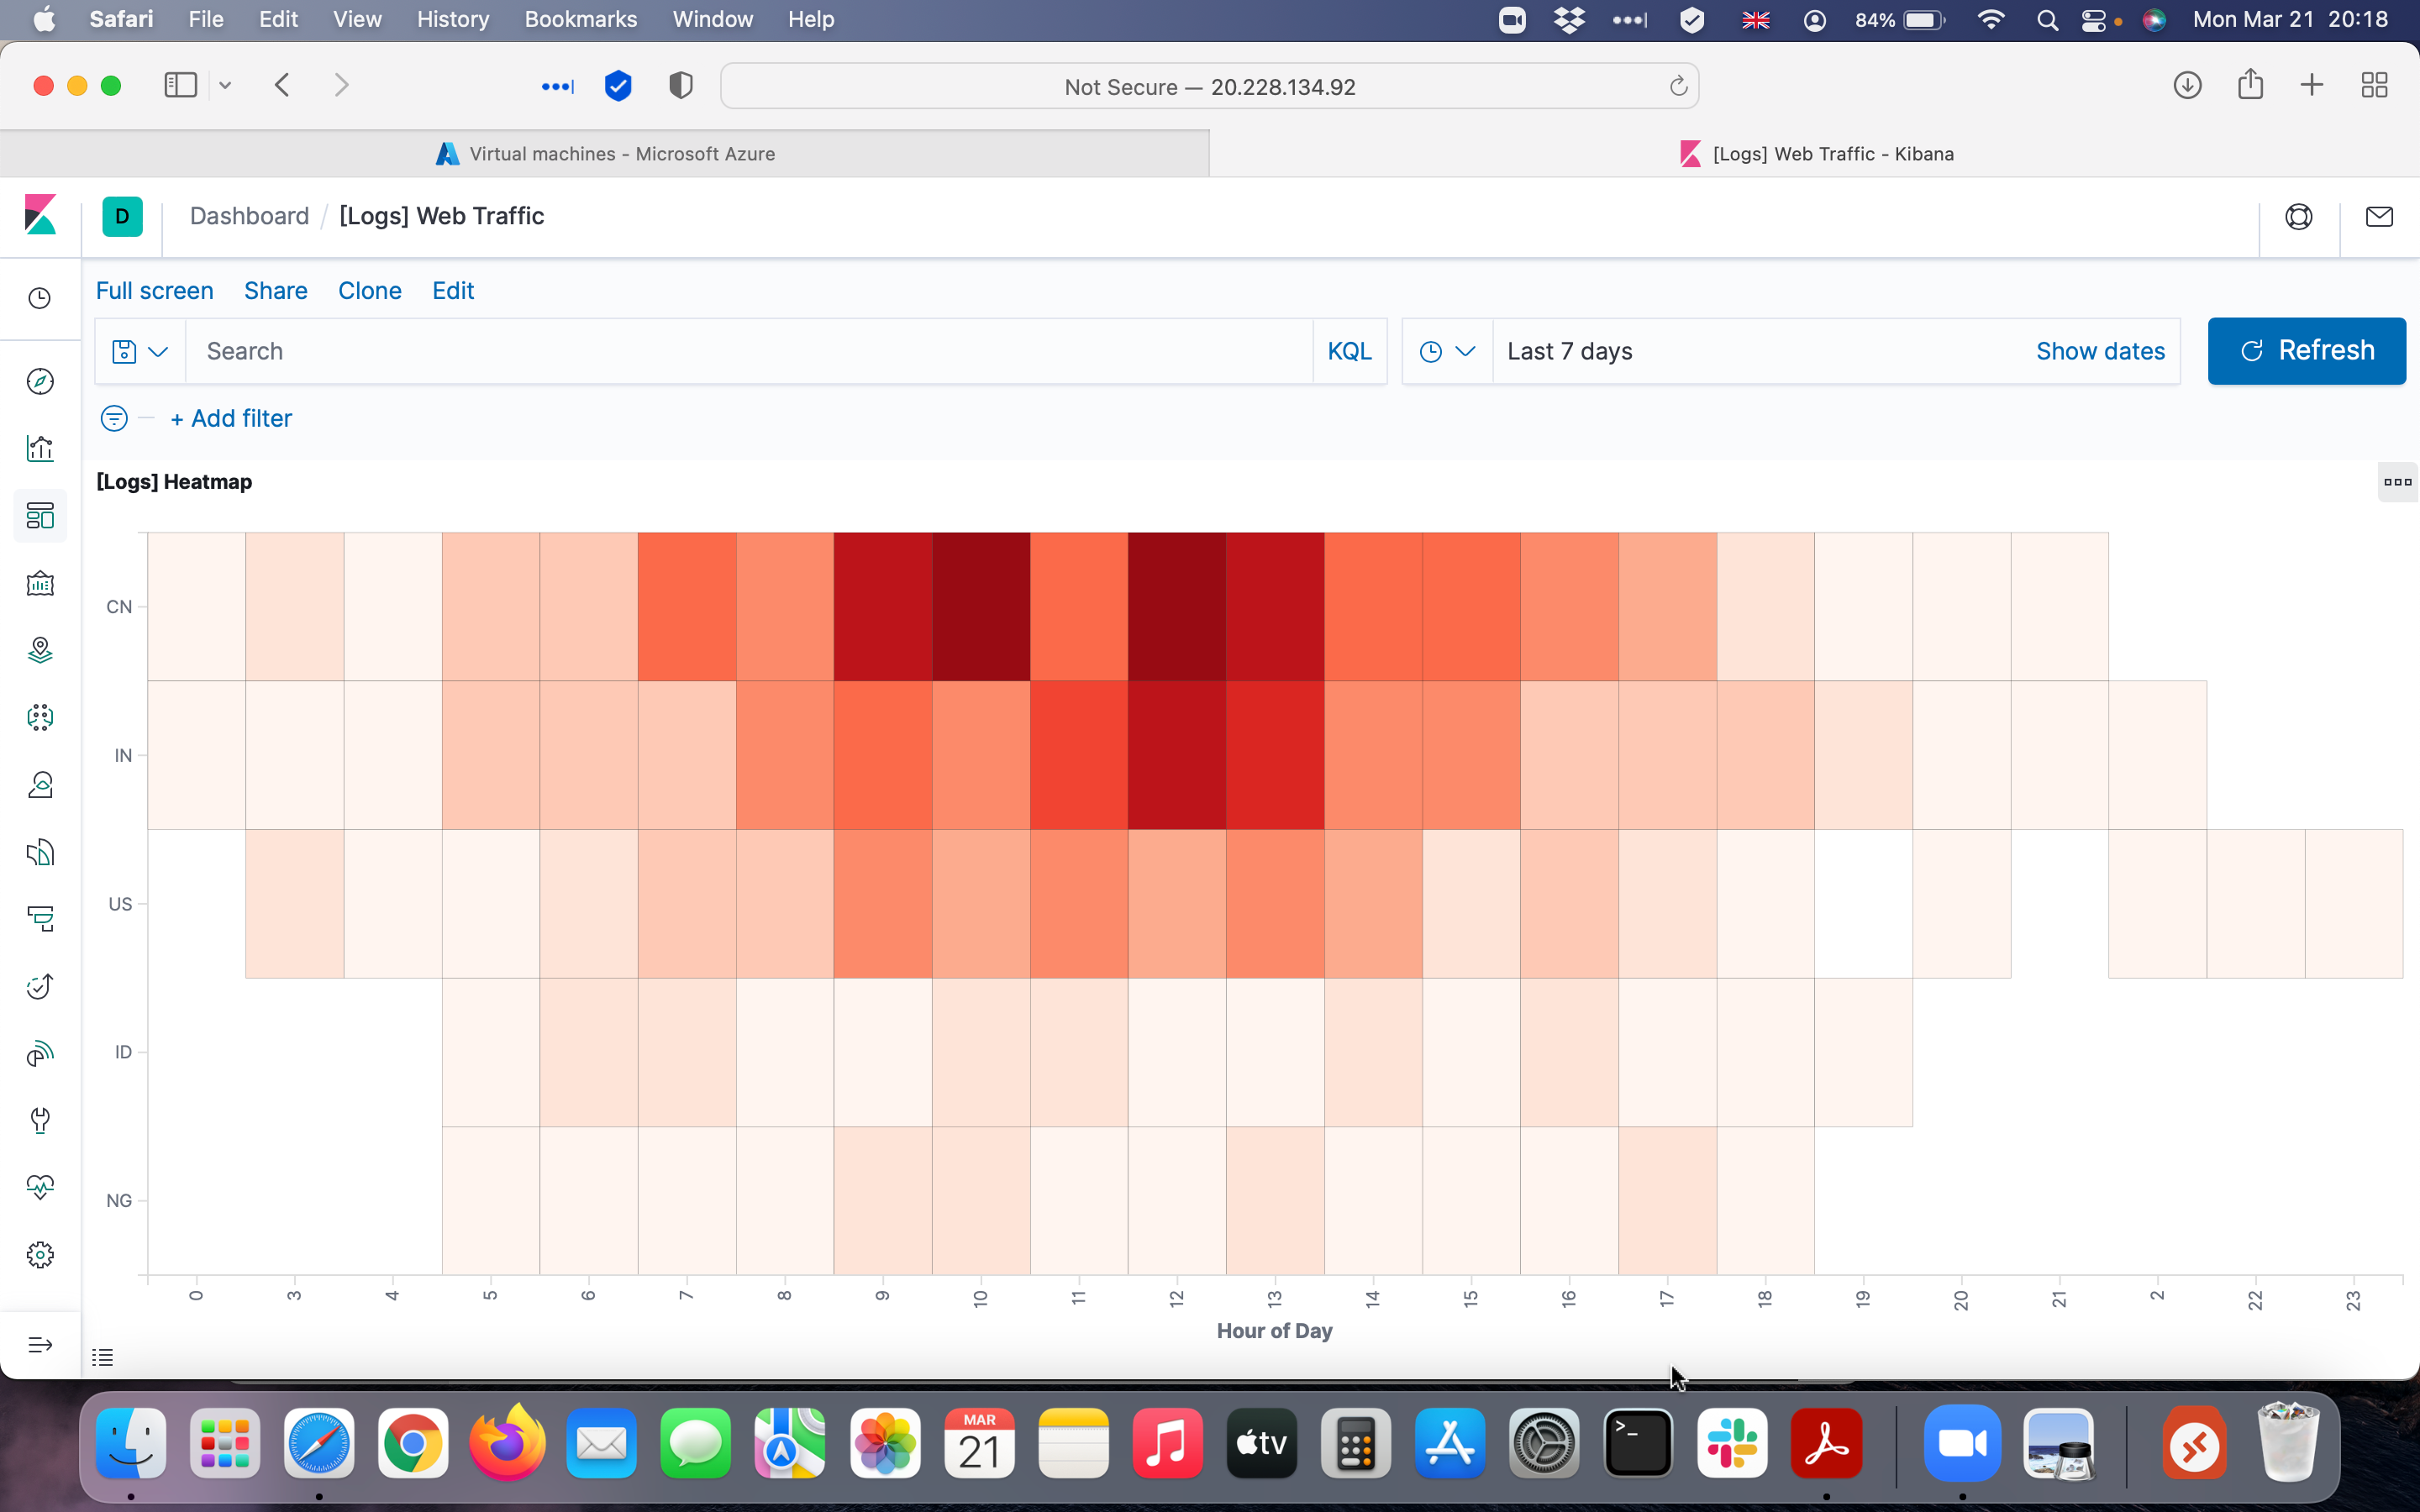 Safari File Edit View History Bookmarks Window Help 84% Mon Mar 21 20:18
Not Secure — 20.228.134.92
Virtual machines - Microsoft Azure
[Logs] Web Traffic - Kibana
D Dashboard / [Logs] Web Traffic
Full screen Share Clone Edit
Search KQL Last 7 days Show dates Refresh
+ Add filter
[Logs] Heatmap
CN
IN
US
ID
NG
0 3 4 5 6 7 8 9 10 11 12 13 14 15 16 17 18 19 20 21 2 22 23
Hour of Day
MAR
21
tv
>_